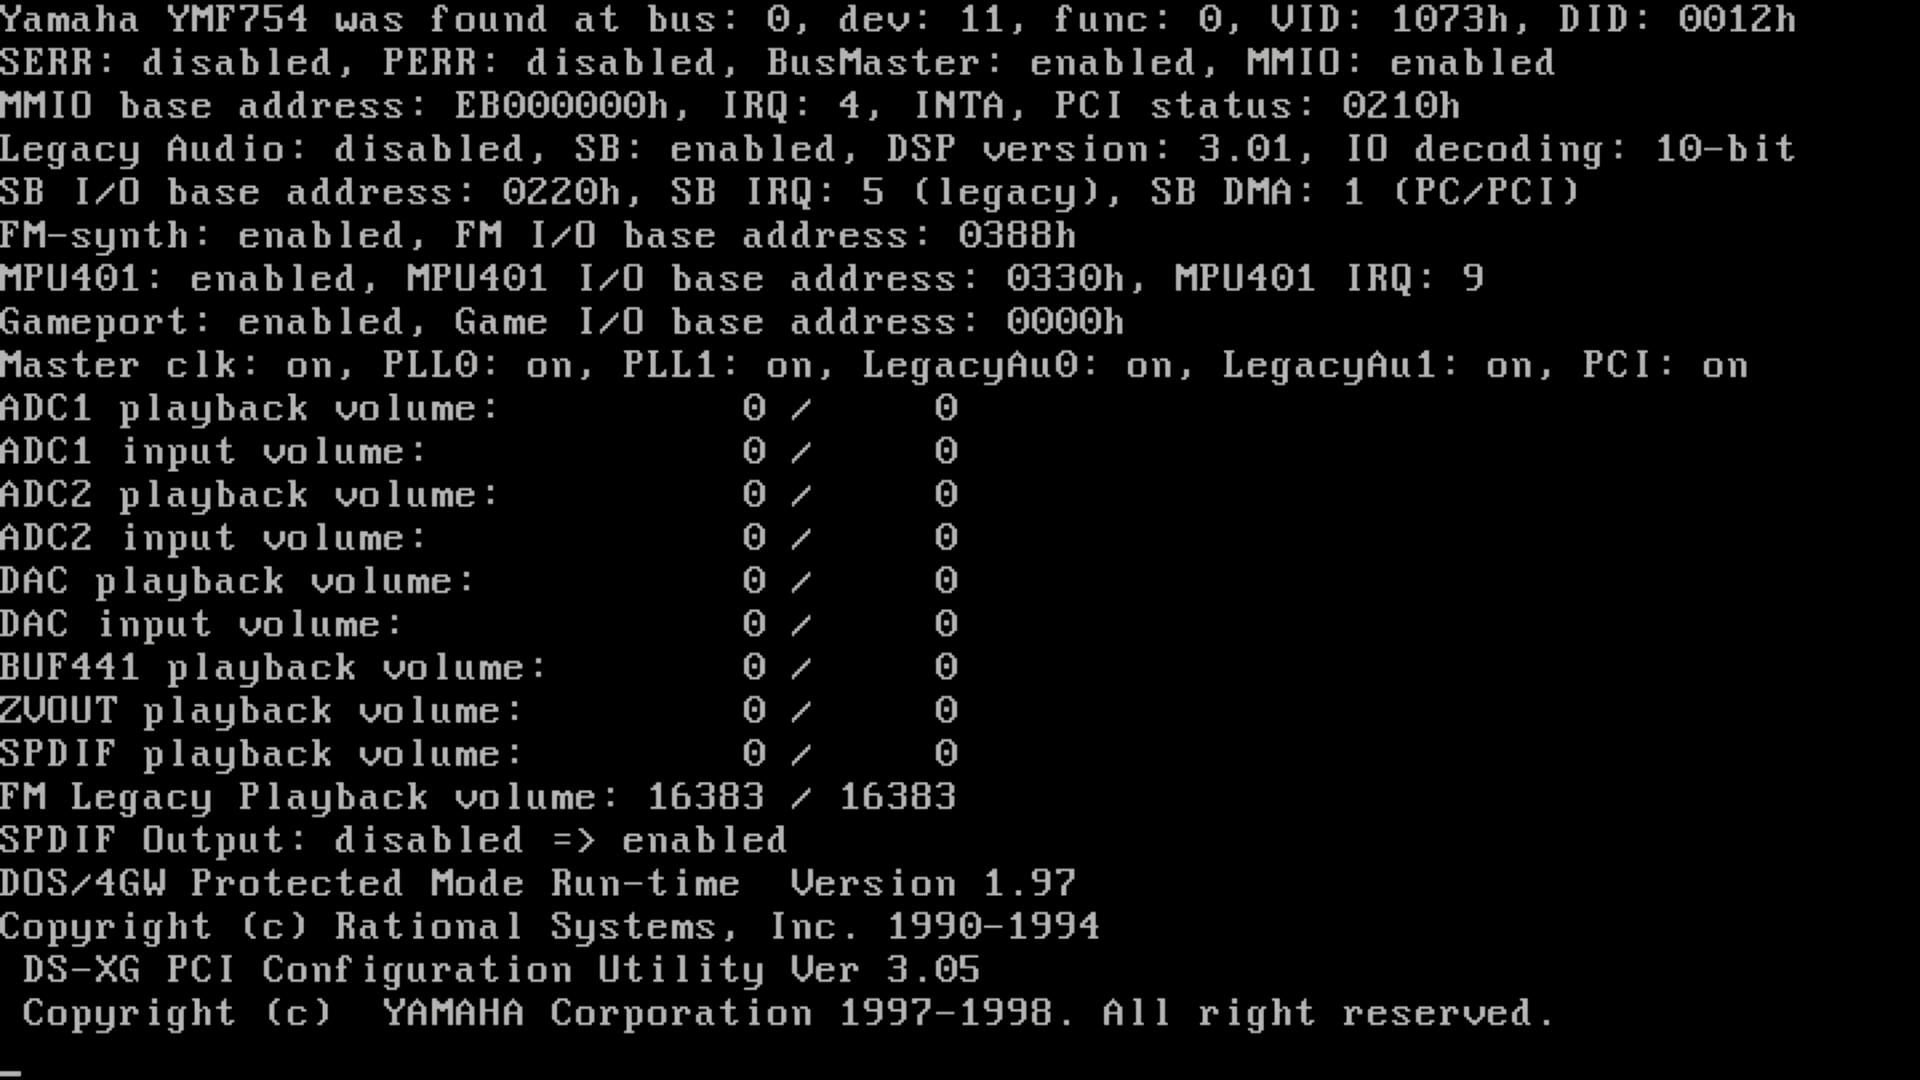 Yamaha YMF754 was found at bus: 0, dev: 11, func: 0, VID: 1073h, DID: 0012h
SERR: disabled, PERR: disabled, BusMaster: enabled, MMIO: enabled
MMIO base address: EB000000h, IRQ: 4, INTA, PCI status: 0210h
Legacy Audio: disabled, SB: enabled, DSP version: 3.01, IO decoding: 10-bit
SB I/O base address: 0220h, SB IRQ: 5 (legacy), SB DMA: 1 (PC/PCI)
FM-synth: enabled, FM I/O base address: 0388h
MPU401: enabled, MPU401 I/O base address: 0330h, MPU401 IRQ: 9
Gameport: enabled, Game I/O base address: 0000h
Master clk: on, PLL0: on, PLL1: on, LegacyAu0: on, LegacyAu1: on, PCI: on
ADC1 playback volume:          0 /     0
ADC1 input volume:             0 /     0
ADC2 playback volume:          0 /     0
ADC2 input volume:             0 /     0
DAC playback volume:           0 /     0
DAC input volume:              0 /     0
BUF441 playback volume:        0 /     0
ZVOUT playback volume:         0 /     0
SPDIF playback volume:         0 /     0
FM Legacy Playback volume: 16383 / 16383
SPDIF Output: disabled => enabled
DOS/4GW Protected Mode Run-time  Version 1.97
Copyright (c) Rational Systems, Inc. 1990-1994
 DS-XG PCI Configuration Utility Ver 3.05
 Copyright (c)  YAMAHA Corporation 1997-1998. All right reserved.